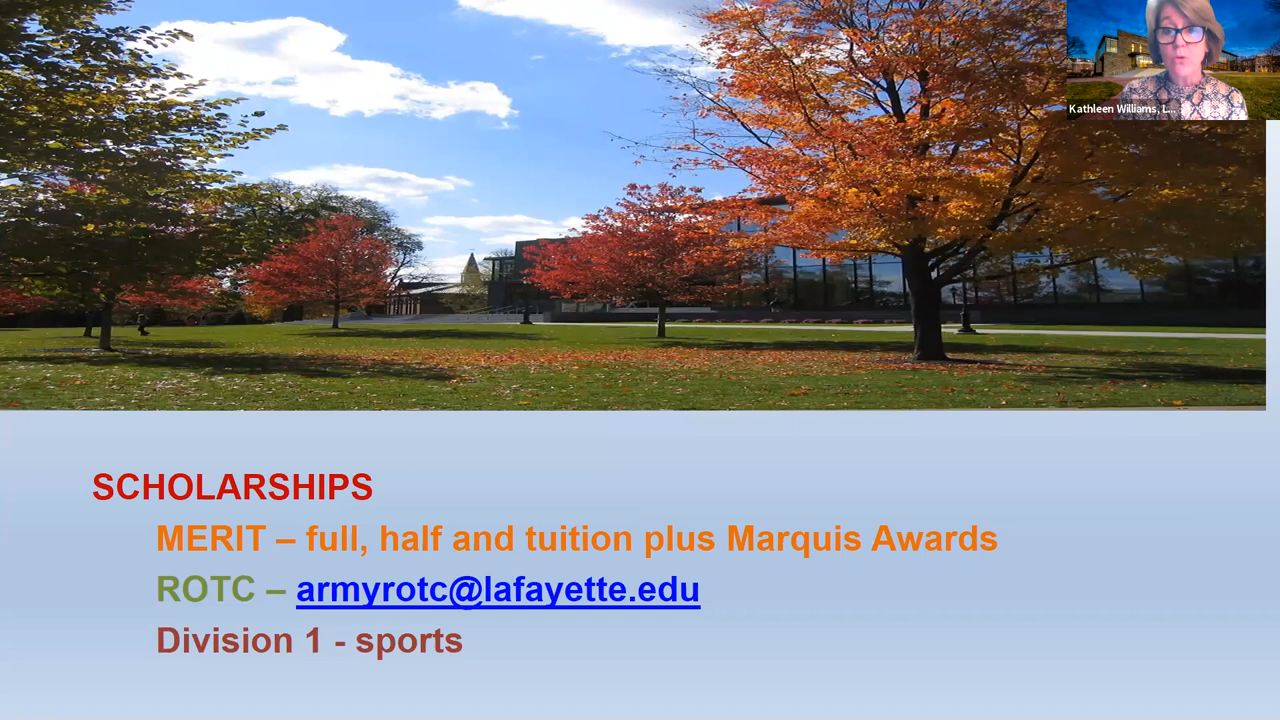 Kathleen Williams, L...
SCHOLARSHIPS
MERIT – full, half and tuition plus Marquis Awards
ROTC – armyrotc@lafayette.edu
Division 1 - sports